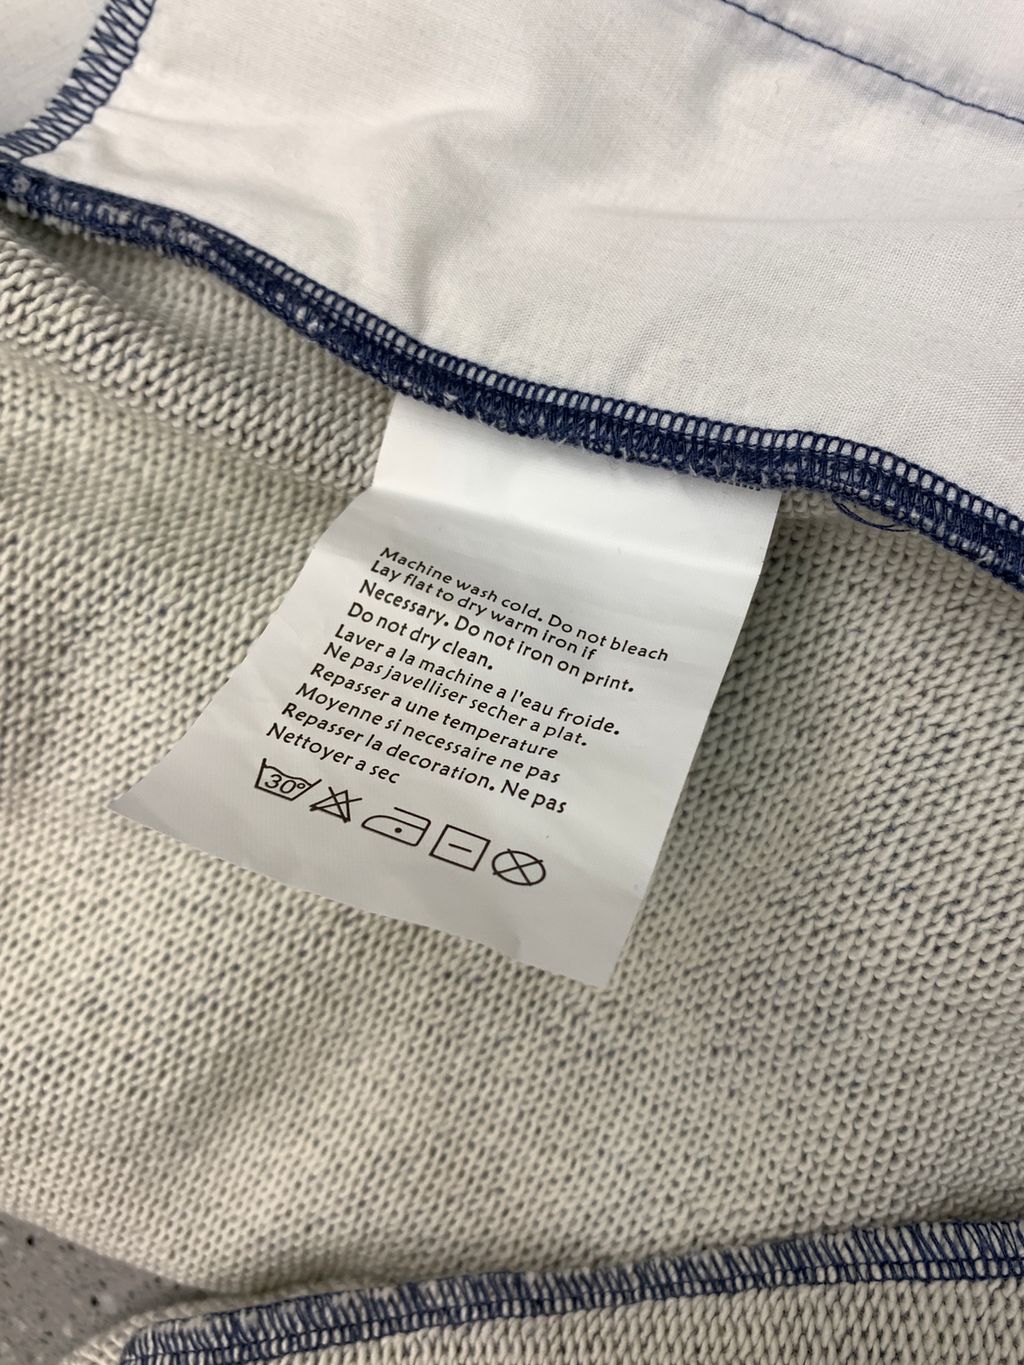 Machine wash cold. Do not bleach
Lay flat to dry warm iron if
Necessary. Do not iron on print.
Do not dry clean.
Laver a la machine a l'eau froide.
Ne pas javelliser secher a plat.
Repasser a une temperature
Moyenne si necessaire ne pas
Repasser la decoration. Ne pas
Nettoyer a sec
30°